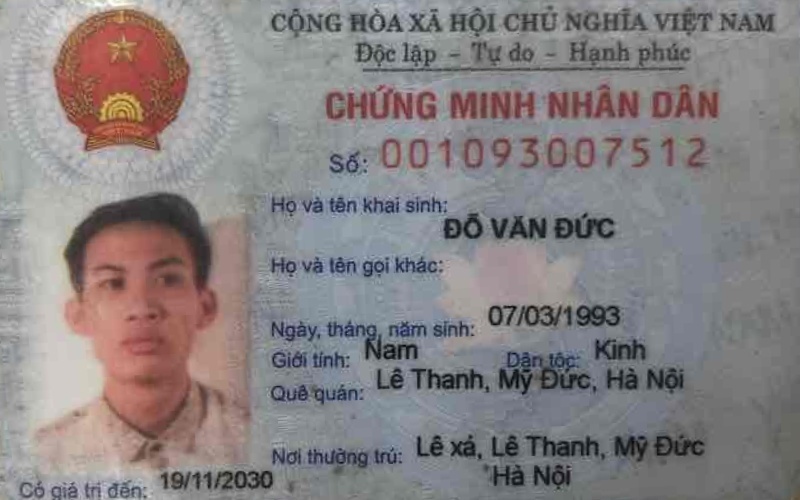 CỘNG HÒA XÃ HỘI CHỦ NGHĨA VIỆT NAM
Độc lập - Tự do - Hạnh phúc
CHỨNG MINH NHÂN DÂN
Số: 001093007512
Họ và tên khai sinh:
ĐỖ VĂN ĐỨC
Họ và tên gọi khác:
Ngày, tháng, năm sinh: 07/03/1993
Giới tính: Nam Dân tộc: Kinh
Quê quán: Lê Thanh, Mỹ Đức, Hà Nội
Nơi thường trú: Lê xá, Lê Thanh, Mỹ Đức
Hà Nội
Có giá trị đến: 19/11/2030